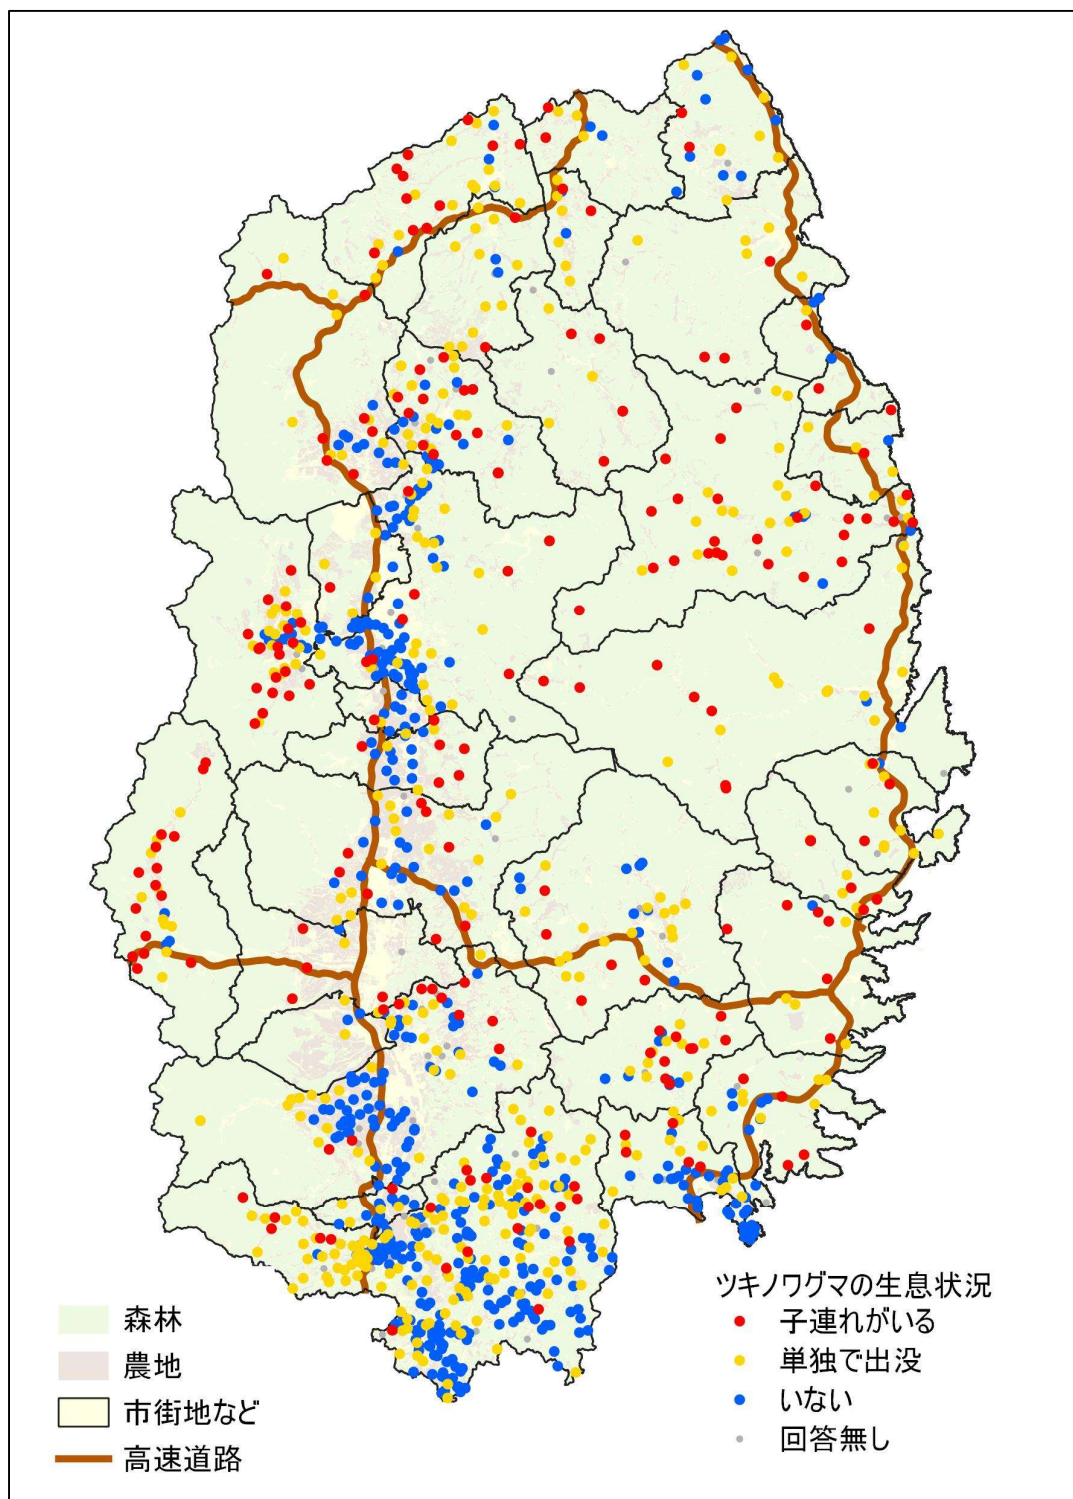 ツキノワグマの生息状況
子連れがいる
単独で出没
いない
回答無し
森林
農地
市街地など
高速道路